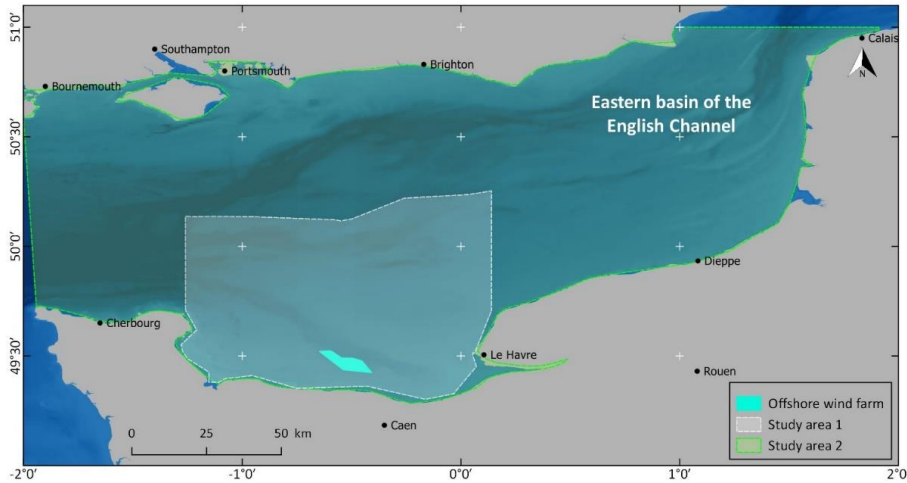 51°0'
Calais
Southampton
Portsmouth
Brighton
Bournemouth
Eastern basin of the
English Channel
N
50°30'
50°0'
Dieppe
Cherbourg
Le Havre
49°30'
Rouen
Caen
0 25 50 km
Offshore wind farm
Study area 1
Study area 2
-2°0' -1°0' 0°0' 1°0' 2°0'